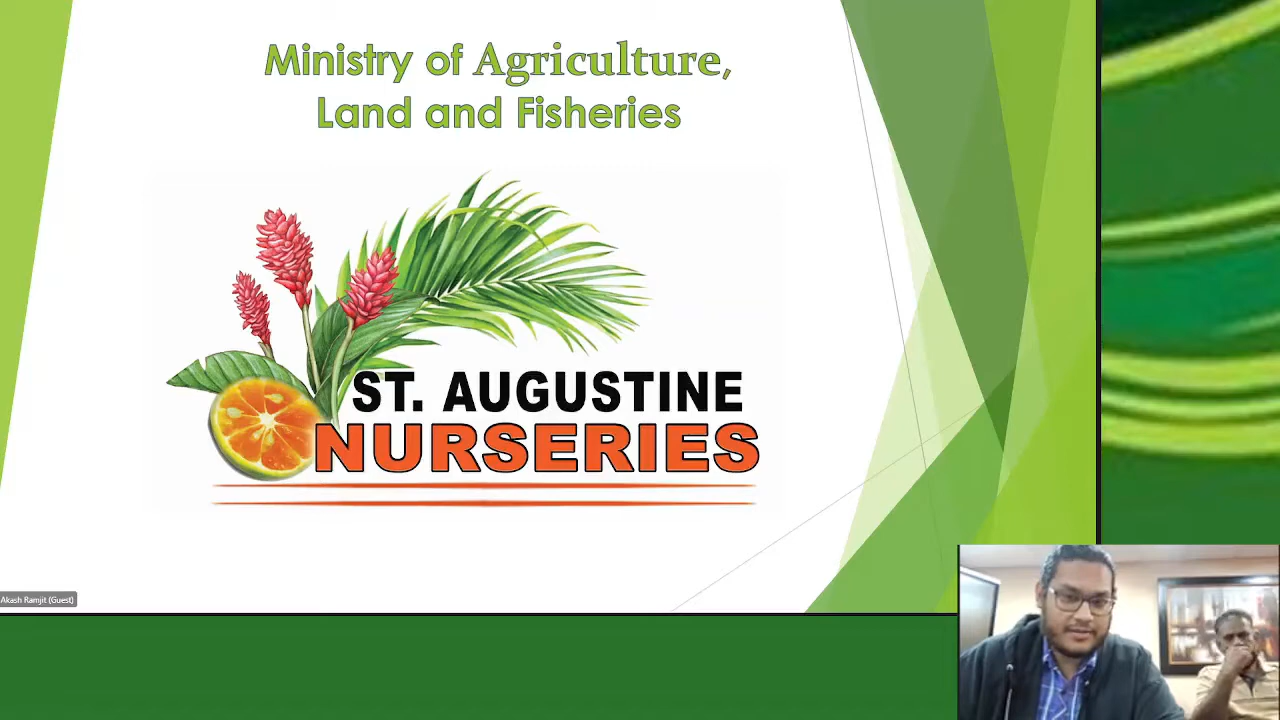 Ministry of Agriculture,
Land and Fisheries
ST. AUGUSTINE
NURSERIES
Akash Ramjit (Guest)